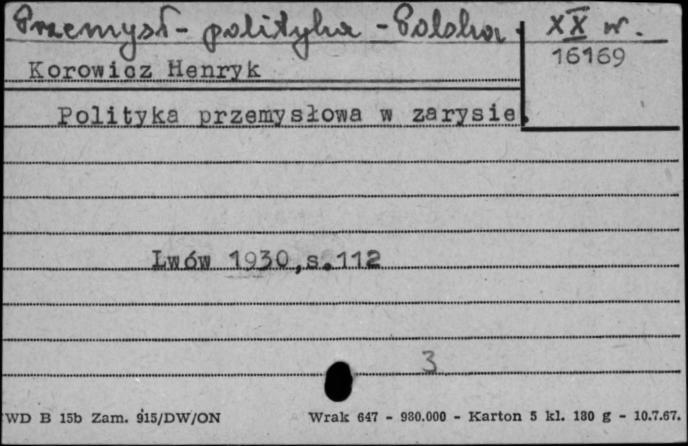 Przemysł - polityka - Polska. XX w.
16169
Korowicz Henryk
Polityka przemysłowa w zarysie.
Lwów 1930,s.112
3
WD B 15b Zam. 915/DW/ON Wrak 647 - 980.000 - Karton 5 kl. 180 g - 10.7.67.